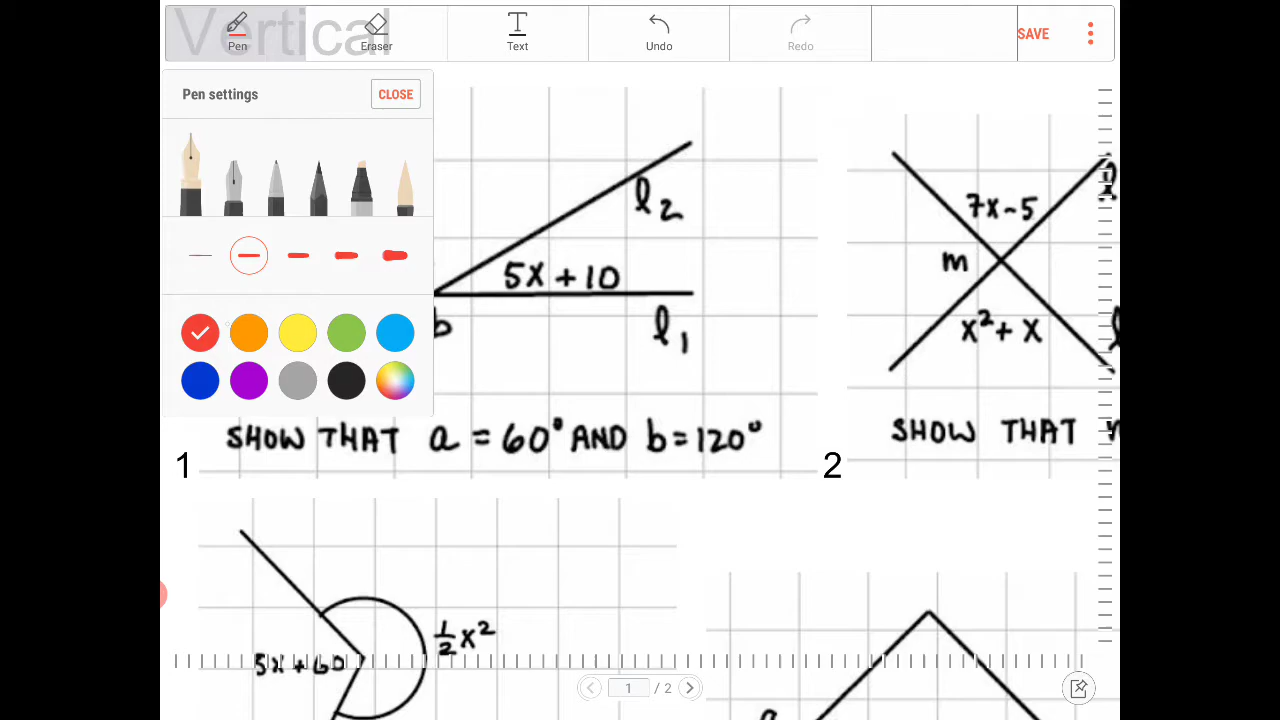 Vertical
Pen
Eraser
Text
Undo
Redo
SAVE
Pen settings
CLOSE
l2
5x + 10
b
l1
SHOW THAT a = 60° AND b = 120°
1
7x - 5
m
x² + x
SHOW THAT
2
1/2 x²
5x + 60
1 / 2